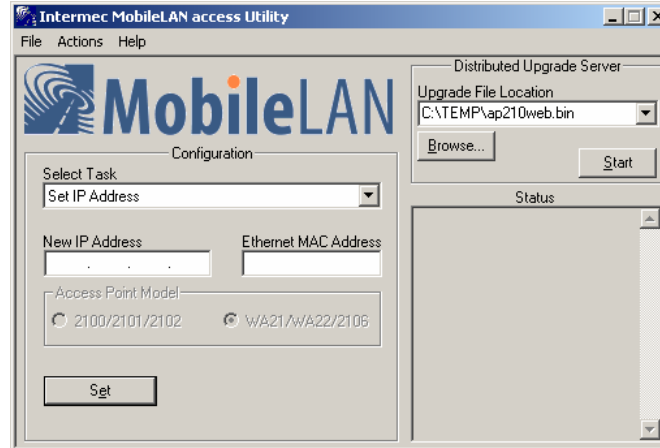 Intermec MobileLAN access Utility
File Actions Help
MobileLAN
Configuration
Select Task
Set IP Address
New IP Address Ethernet MAC Address
. . .
Access Point Model
2100/2101/2102 WA21/WA22/2106
Set
Distributed Upgrade Server
Upgrade File Location
C:\TEMP\ap210web.bin
Browse...
Start
Status